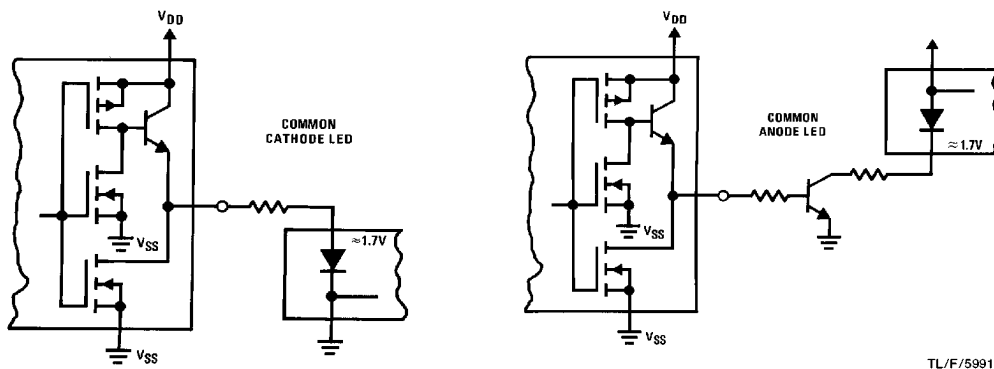 VDD
COMMON
CATHODE LED
VSS
≈1.7V
VSS
VDD
COMMON
ANODE LED
≈1.7V
VSS
VSS
TL/F/5991